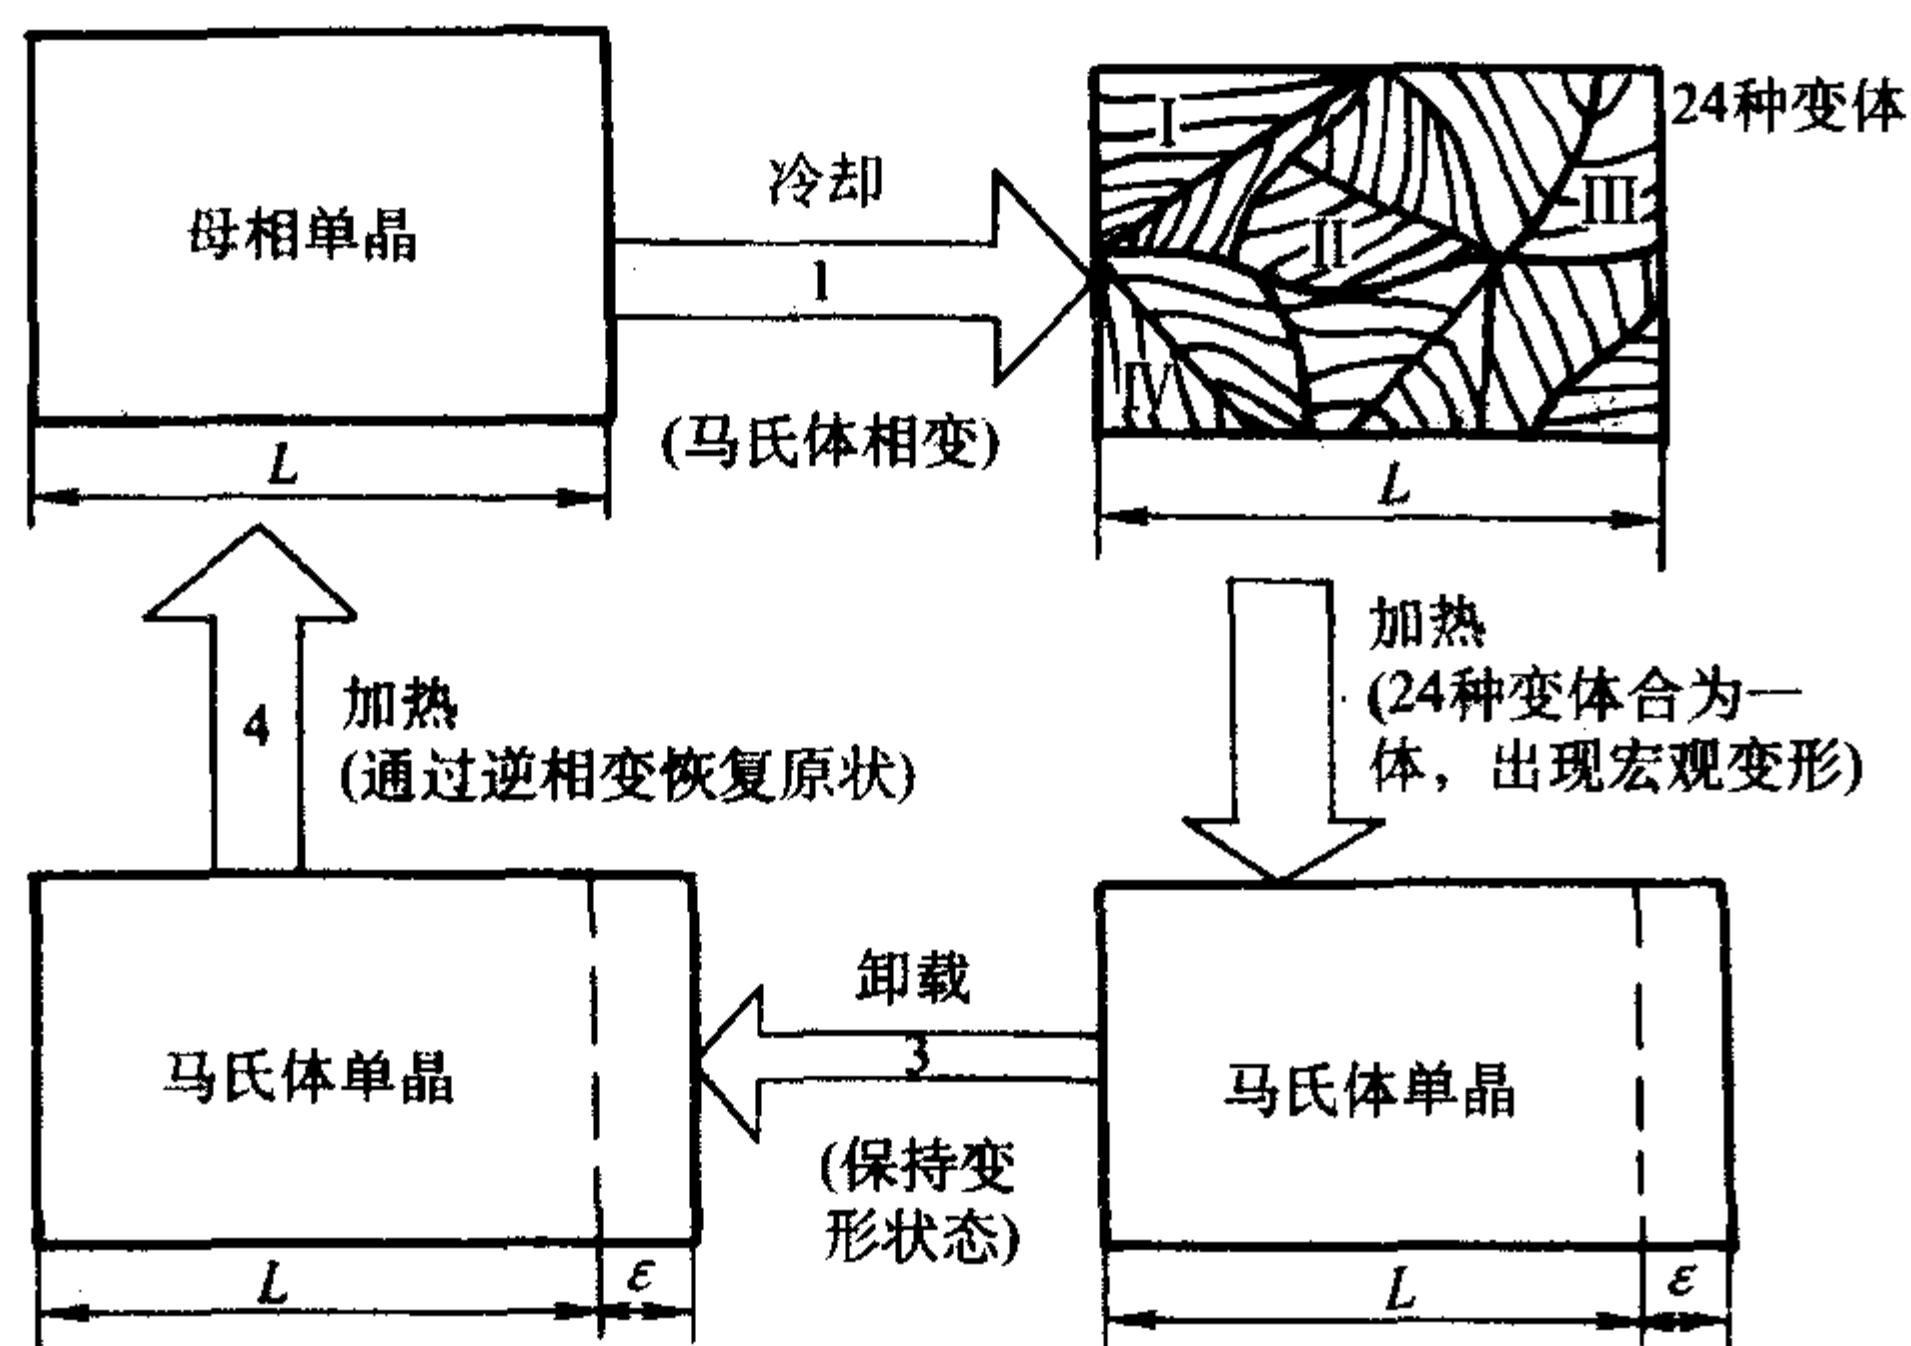 母相单晶
L
冷却
1
(马氏体相变)
24种变体
I
II
III
IV
L
加热
(24种变体合为一
体，出现宏观变形)
4
加热
(通过逆相变恢复原状)
马氏体单晶
L
ε
卸载
3
(保持变
形状态)
马氏体单晶
L
ε